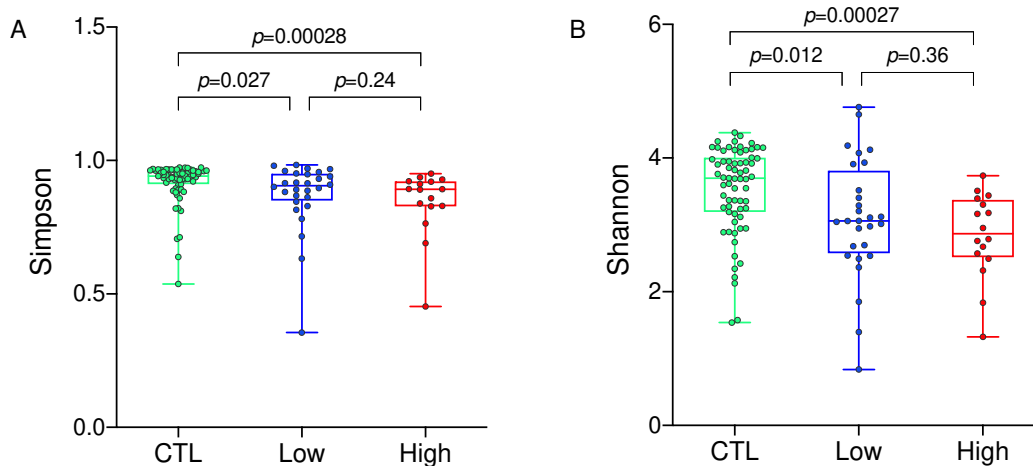 A
Simpson
1.5
1.0
0.5
0.0
p=0.00028
p=0.027
p=0.24
CTL
Low
High
B
Shannon
6
4
2
0
p=0.00027
p=0.012
p=0.36
CTL
Low
High